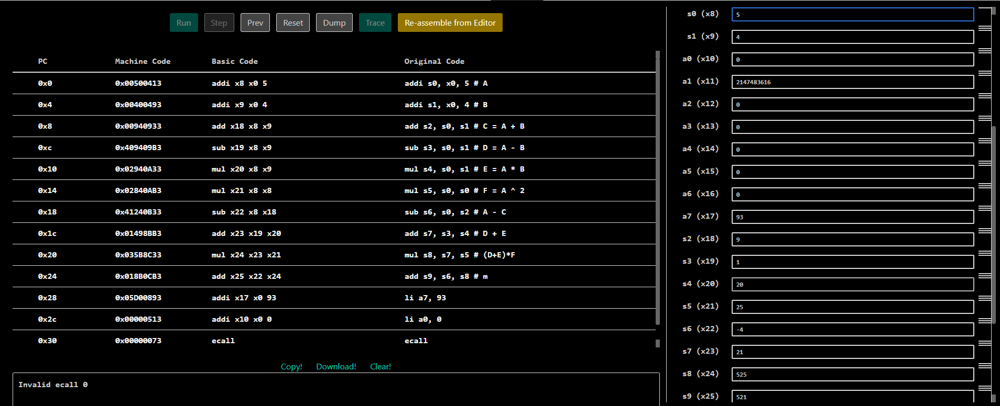 Run Step Prev Reset Dump Trace Re-assemble from Editor
PC Machine Code Basic Code Original Code
0x0 0x00500413 addi x8 x0 5 addi s0, x0, 5 # A
0x4 0x00400493 addi x9 x0 4 addi s1, x0, 4 # B
0x8 0x00940933 add x18 x8 x9 add s2, s0, s1 # C = A + B
0xc 0x409409B3 sub x19 x8 x9 sub s3, s0, s1 # D = A - B
0x10 0x02940A33 mul x20 x8 x9 mul s4, s0, s1 # E = A * B
0x14 0x02840AB3 mul x21 x8 x8 mul s5, s0, s0 # F = A ^ 2
0x18 0x41240B33 sub x22 x8 x18 sub s6, s0, s2 # A - C
0x1c 0x01498BB3 add x23 x19 x20 add s7, s3, s4 # D + E
0x20 0x035B8C33 mul x24 x23 x21 mul s8, s7, s5 # (D+E)*F
0x24 0x018B0CB3 add x25 x22 x24 add s9, s6, s8 # m
0x28 0x05D00893 addi x17 x0 93 li a7, 93
0x2c 0x00000513 addi x10 x0 0 li a0, 0
0x30 0x00000073 ecall ecall
Copy! Download! Clear!
Invalid ecall 0
s0 (x8) 5
s1 (x9) 4
a0 (x10) 0
a1 (x11) 2147483616
a2 (x12) 0
a3 (x13) 0
a4 (x14) 0
a5 (x15) 0
a6 (x16) 0
a7 (x17) 93
s2 (x18) 9
s3 (x19) 1
s4 (x20) 20
s5 (x21) 25
s6 (x22) -4
s7 (x23) 21
s8 (x24) 525
s9 (x25) 521